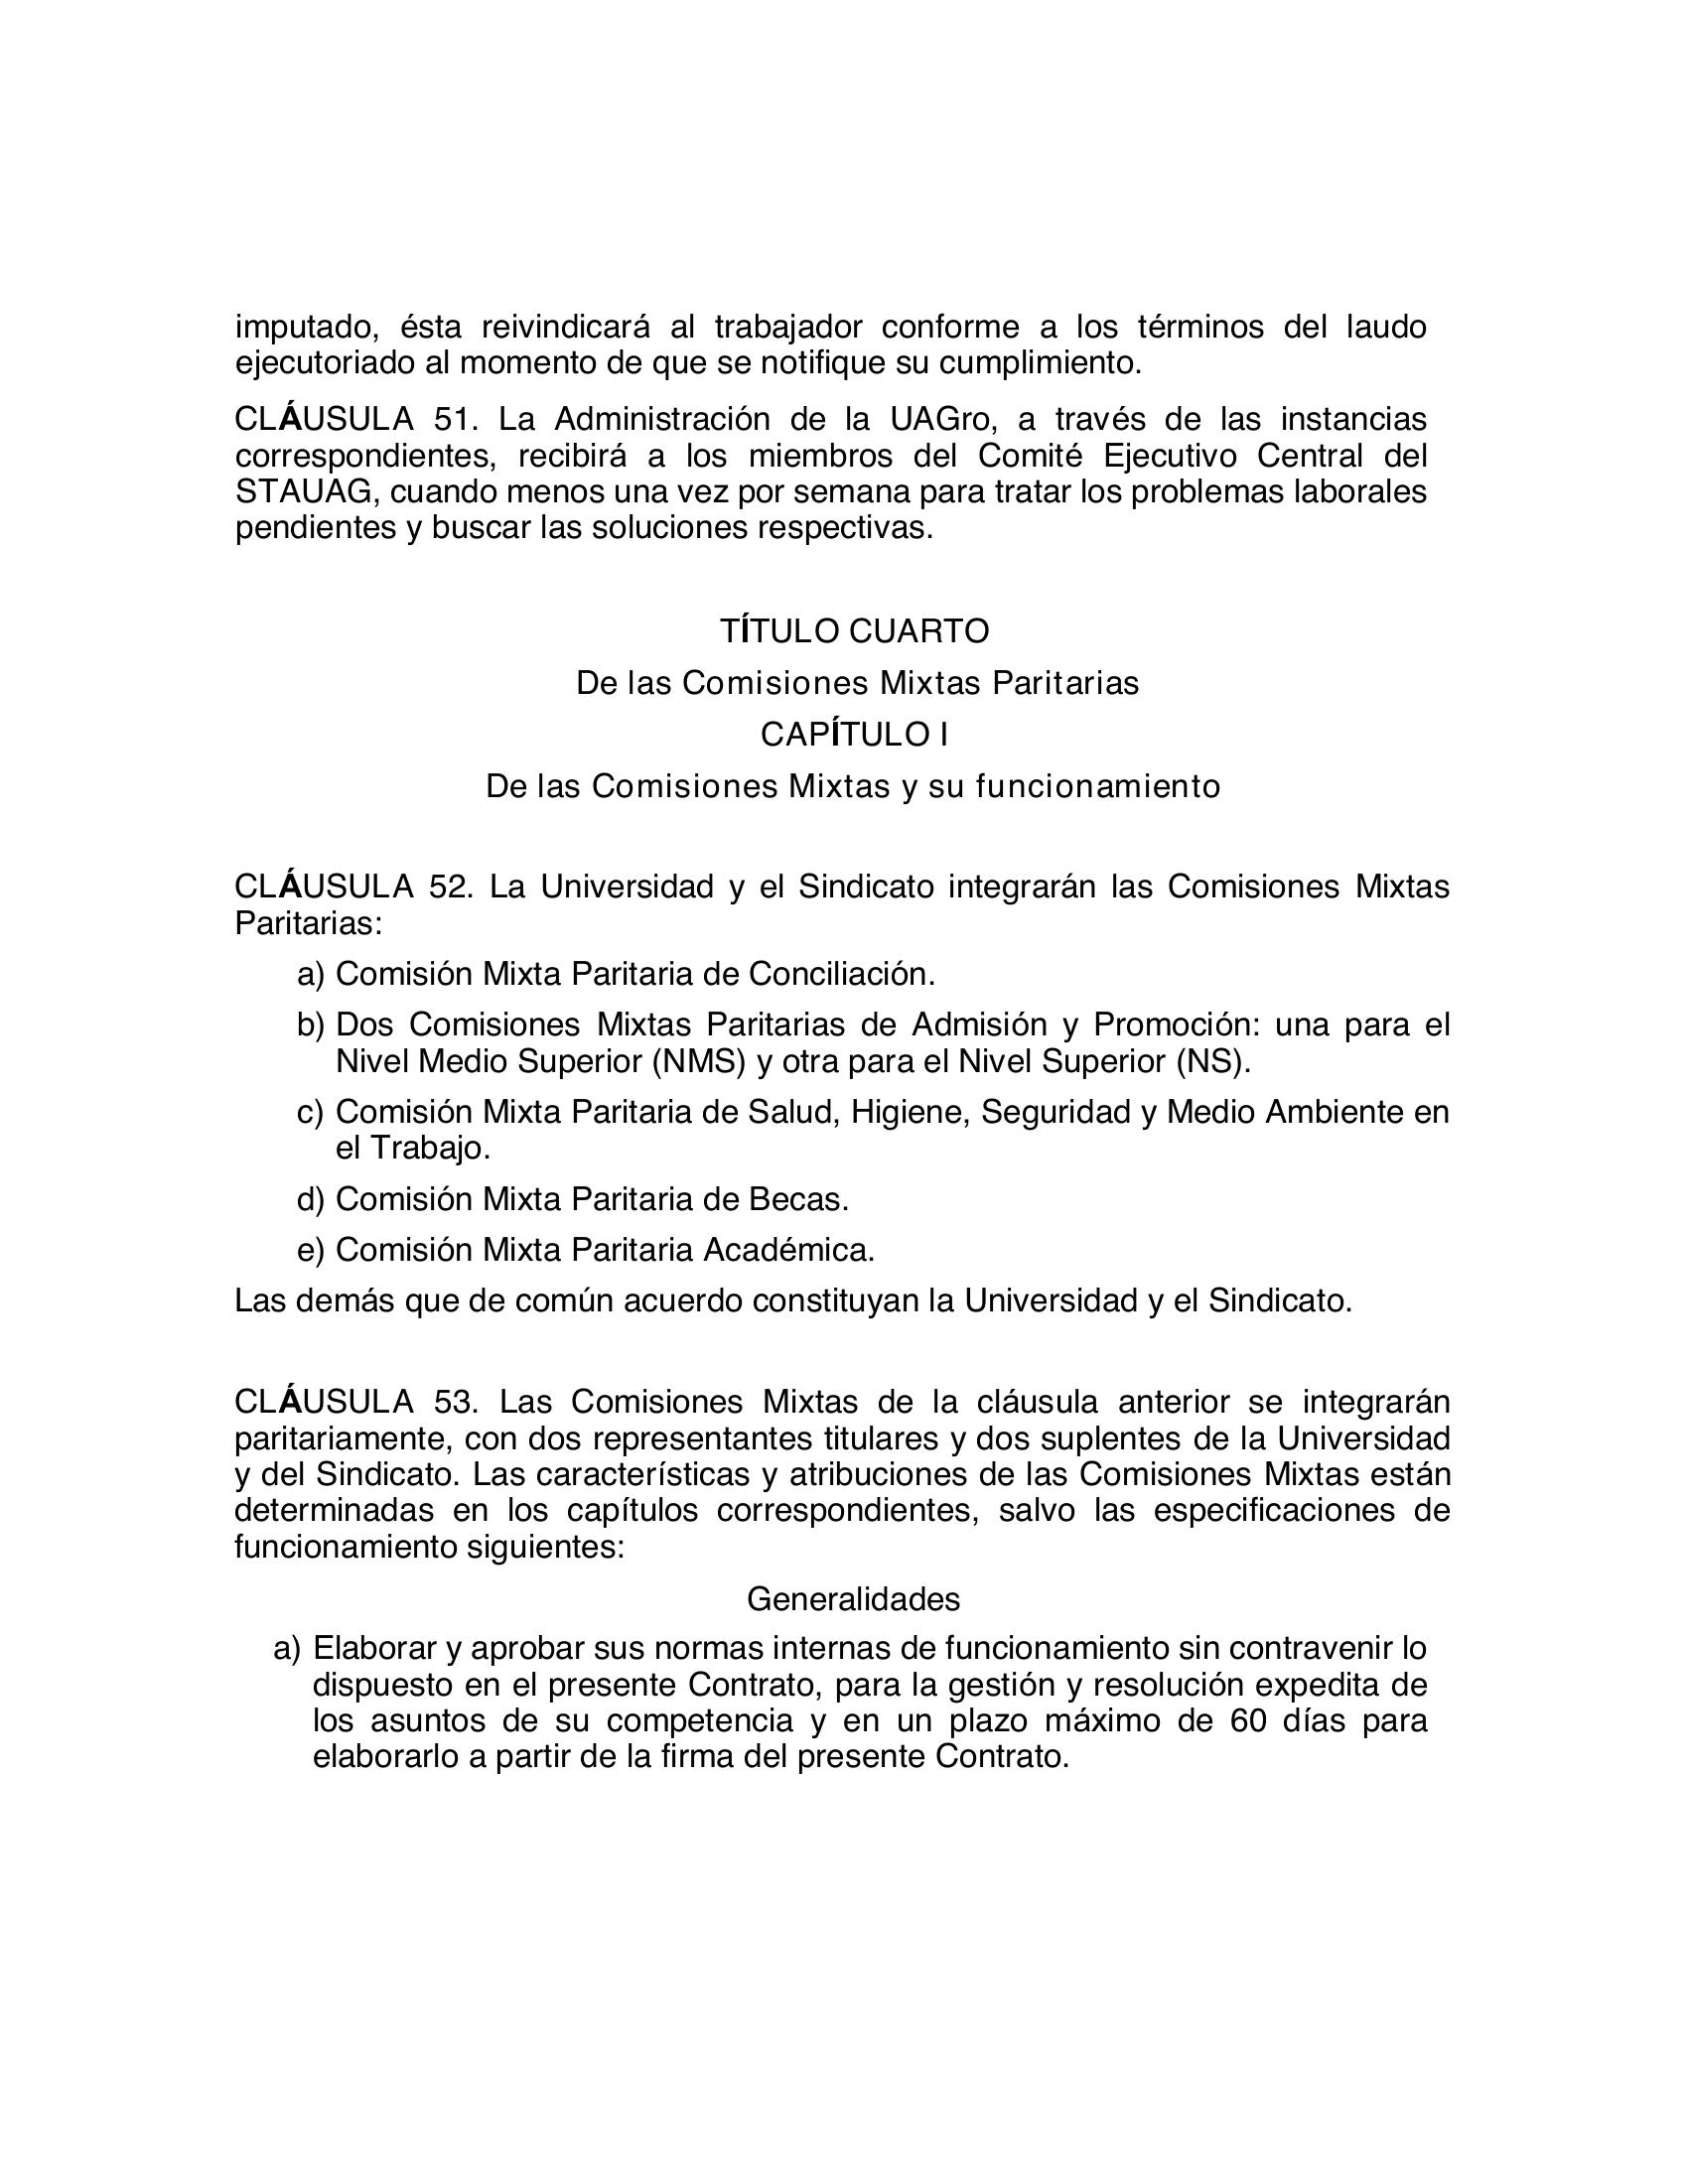 imputado, ésta reivindicará al trabajador conforme a los términos del laudo
ejecutoriado al momento de que se notifique su cumplimiento.
CLÁUSULA 51. La Administración de la UAGro, a través de las instancias
correspondientes, recibirá a los miembros del Comité Ejecutivo Central del
STAUAG, cuando menos una vez por semana para tratar los problemas laborales
pendientes y buscar las soluciones respectivas.
TÍTULO CUARTO
De las Comisiones Mixtas Paritarias
CAPÍTULO I
De las Comisiones Mixtas y su funcionamiento
CLÁUSULA 52. La Universidad y el Sindicato integrarán las Comisiones Mixtas
Paritarias:
a) Comisión Mixta Paritaria de Conciliación.
b) Dos Comisiones Mixtas Paritarias de Admisión y Promoción: una para el
Nivel Medio Superior (NMS) y otra para el Nivel Superior (NS).
c) Comisión Mixta Paritaria de Salud, Higiene, Seguridad y Medio Ambiente en
el Trabajo.
d) Comisión Mixta Paritaria de Becas.
e) Comisión Mixta Paritaria Académica.
Las demás que de común acuerdo constituyan la Universidad y el Sindicato.
CLÁUSULA 53. Las Comisiones Mixtas de la cláusula anterior se integrarán
paritariamente, con dos representantes titulares y dos suplentes de la Universidad
y del Sindicato. Las características y atribuciones de las Comisiones Mixtas están
determinadas en los capítulos correspondientes, salvo las especificaciones de
funcionamiento siguientes:
Generalidades
a) Elaborar y aprobar sus normas internas de funcionamiento sin contravenir lo
dispuesto en el presente Contrato, para la gestión y resolución expedita de
los asuntos de su competencia y en un plazo máximo de 60 días para
elaborarlo a partir de la firma del presente Contrato.